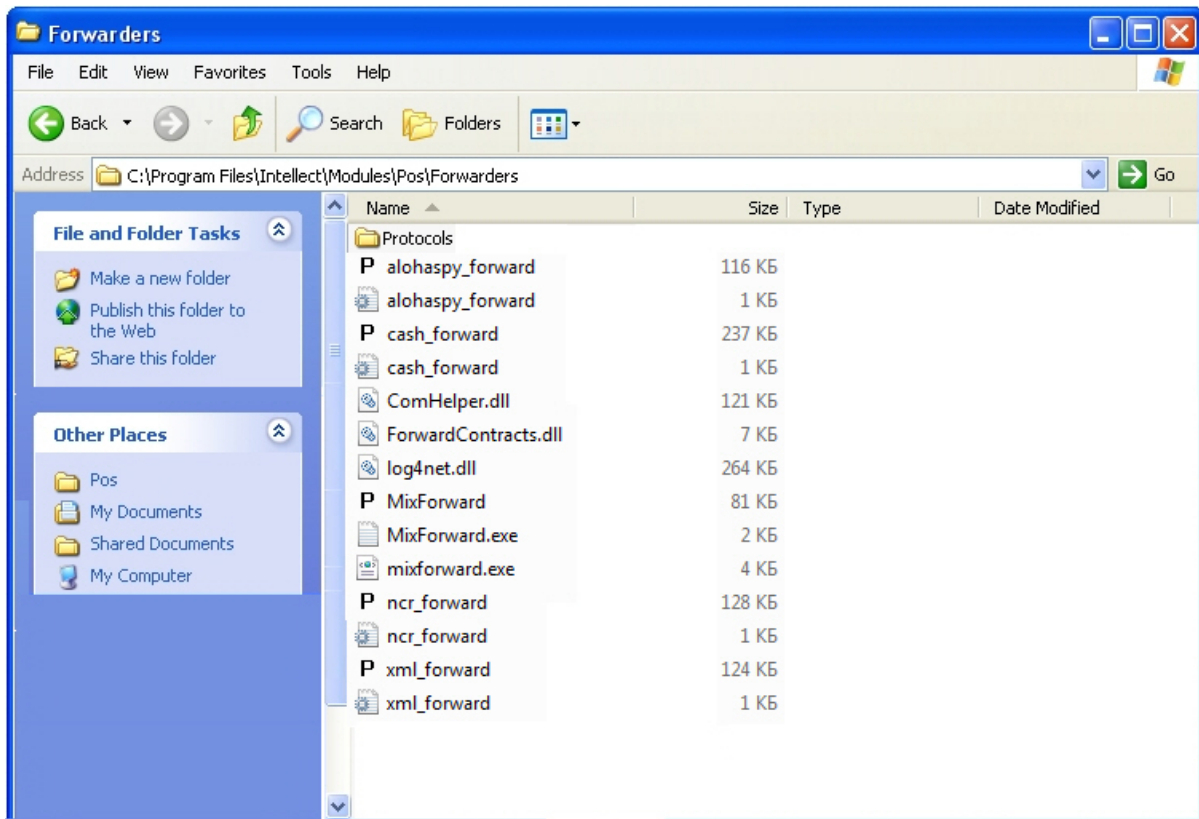 Forwarders
File Edit View Favorites Tools Help
Back Search Folders
Address C:\Program Files\Intellect\Modules\Pos\Forwarders Go
File and Folder Tasks
Make a new folder
Publish this folder to
the Web
Share this folder
Other Places
Pos
My Documents
Shared Documents
My Computer
Name Size Type Date Modified
Protocols
P alohaspy_forward 116 КБ
alohaspy_forward 1 КБ
P cash_forward 237 КБ
cash_forward 1 КБ
ComHelper.dll 121 КБ
ForwardContracts.dll 7 КБ
log4net.dll 264 КБ
P MixForward 81 КБ
MixForward.exe 2 КБ
mixforward.exe 4 КБ
P ncr_forward 128 КБ
ncr_forward 1 КБ
P xml_forward 124 КБ
xml_forward 1 КБ